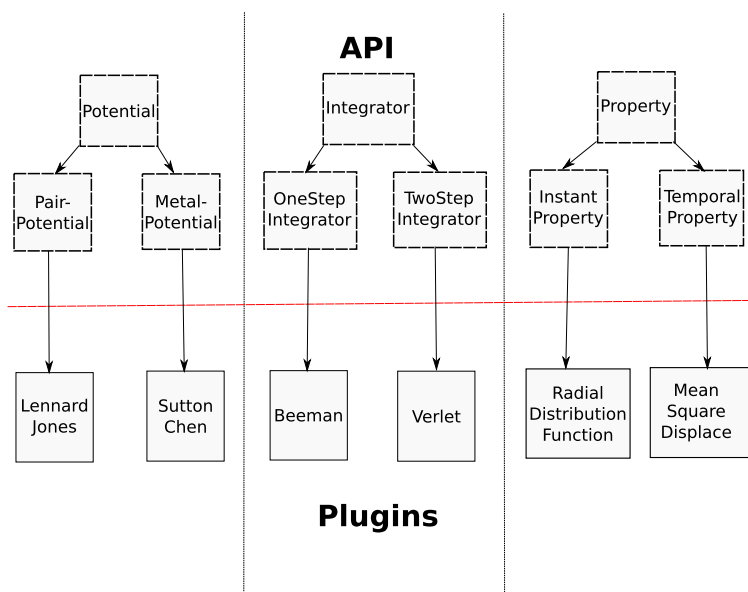 API
Potential
Integrator
Property
Pair-
Potential
Metal-
Potential
OneStep
Integrator
TwoStep
Integrator
Instant
Property
Temporal
Property
Lennard
Jones
Sutton
Chen
Beeman
Verlet
Radial
Distribution
Function
Mean
Square
Displace
Plugins